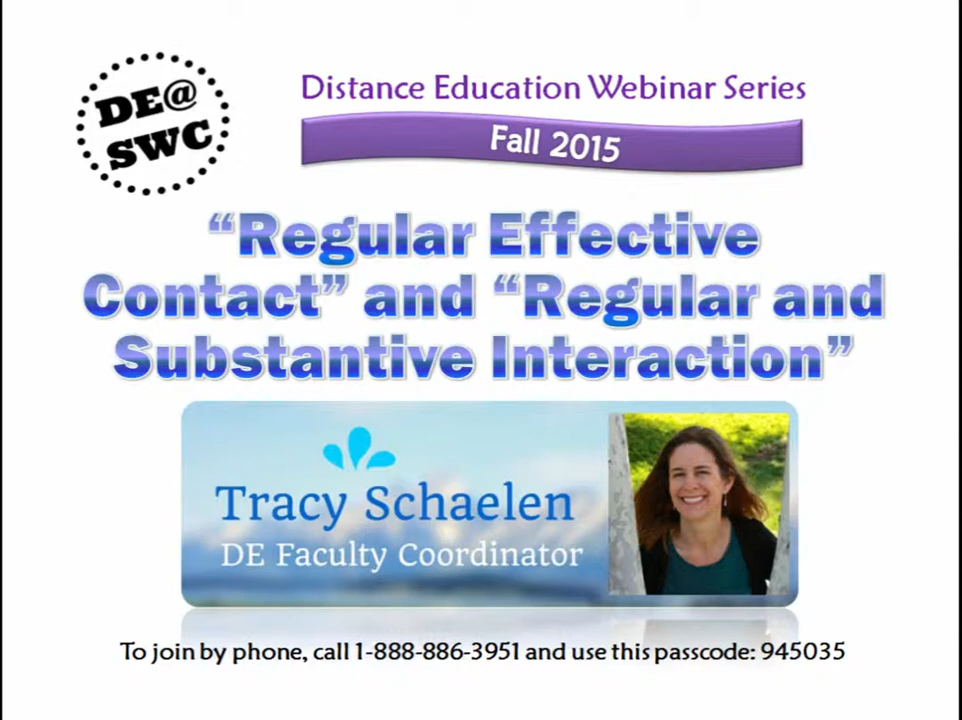 DE@
SWC
Distance Education Webinar Series
Fall 2015
“Regular Effective
Contact” and “Regular and
Substantive Interaction”
Tracy Schaelen
DE Faculty Coordinator
To join by phone, call 1-888-886-3951 and use this passcode: 945035